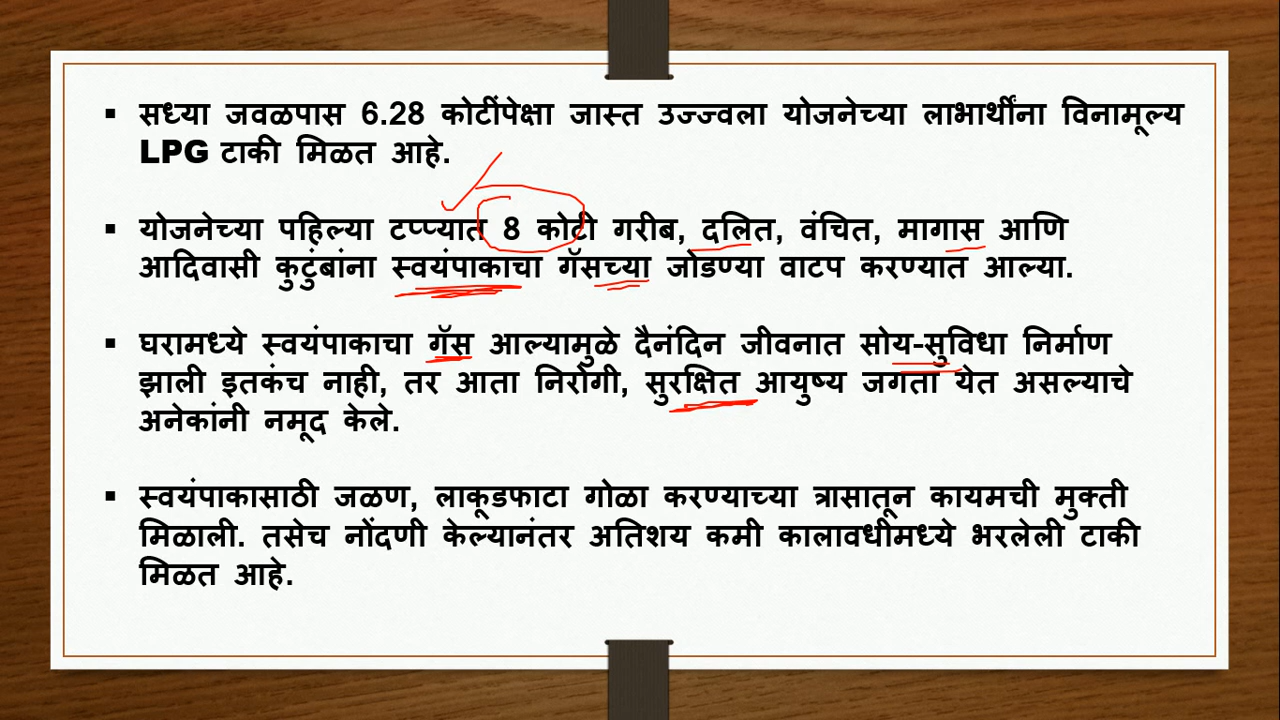 ▪ सध्या जवळपास 6.28 कोटींपेक्षा जास्त उज्ज्वला योजनेच्या लाभार्थींना विनामूल्य
LPG टाकी मिळत आहे.
▪ योजनेच्या पहिल्या टप्प्यात 8 कोटी गरीब, दलित, वंचित, मागास आणि
आदिवासी कुटुंबांना स्वयंपाकाचा गॅसच्या जोडण्या वाटप करण्यात आल्या.
▪ घरामध्ये स्वयंपाकाचा गॅस आल्यामुळे दैनंदिन जीवनात सोय-सुविधा निर्माण
झाली इतकंच नाही, तर आता निरोगी, सुरक्षित आयुष्य जगता येत असल्याचे
अनेकांनी नमूद केले.
▪ स्वयंपाकासाठी जळण, लाकूडफाटा गोळा करण्याच्या त्रासातून कायमची मुक्ती
मिळाली. तसेच नोंदणी केल्यानंतर अतिशय कमी कालावधीमध्ये भरलेली टाकी
मिळत आहे.